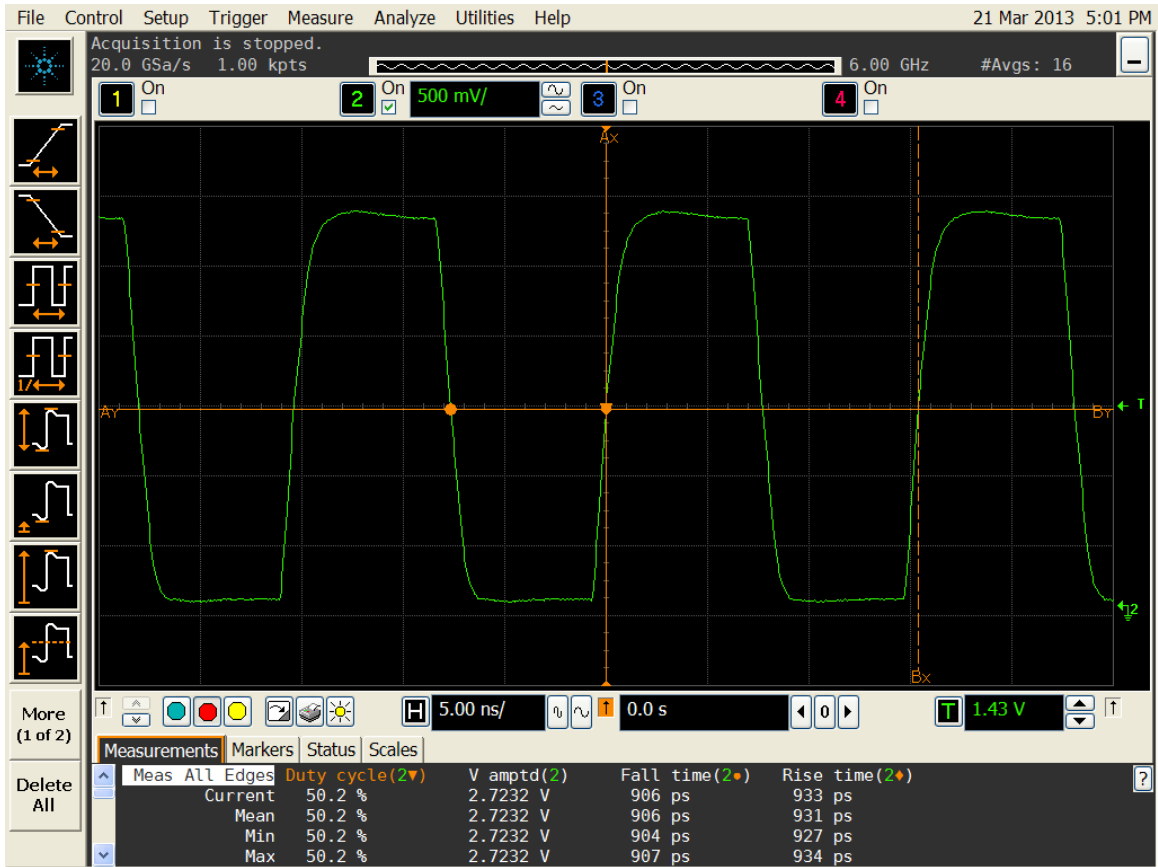 File Control Setup Trigger Measure Analyze Utilities Help 21 Mar 2013 5:01 PM
Acquisition is stopped.
20.0 GSa/s 1.00 kpts 6.00 GHz #Avgs: 16
1 On 2 On 500 mV/ 3 On 4 On
Ax
AY BY T
2
Bx
1/
More
(1 of 2)
Delete
All
H 5.00 ns/ 0.0 s 0 T 1.43 V
Measurements Markers Status Scales
Meas All Edges Duty cycle(2▼) V amptd(2) Fall time(2●) Rise time(2♦) ?
Current 50.2 % 2.7232 V 906 ps 933 ps
Mean 50.2 % 2.7232 V 906 ps 931 ps
Min 50.2 % 2.7232 V 904 ps 927 ps
Max 50.2 % 2.7232 V 907 ps 934 ps